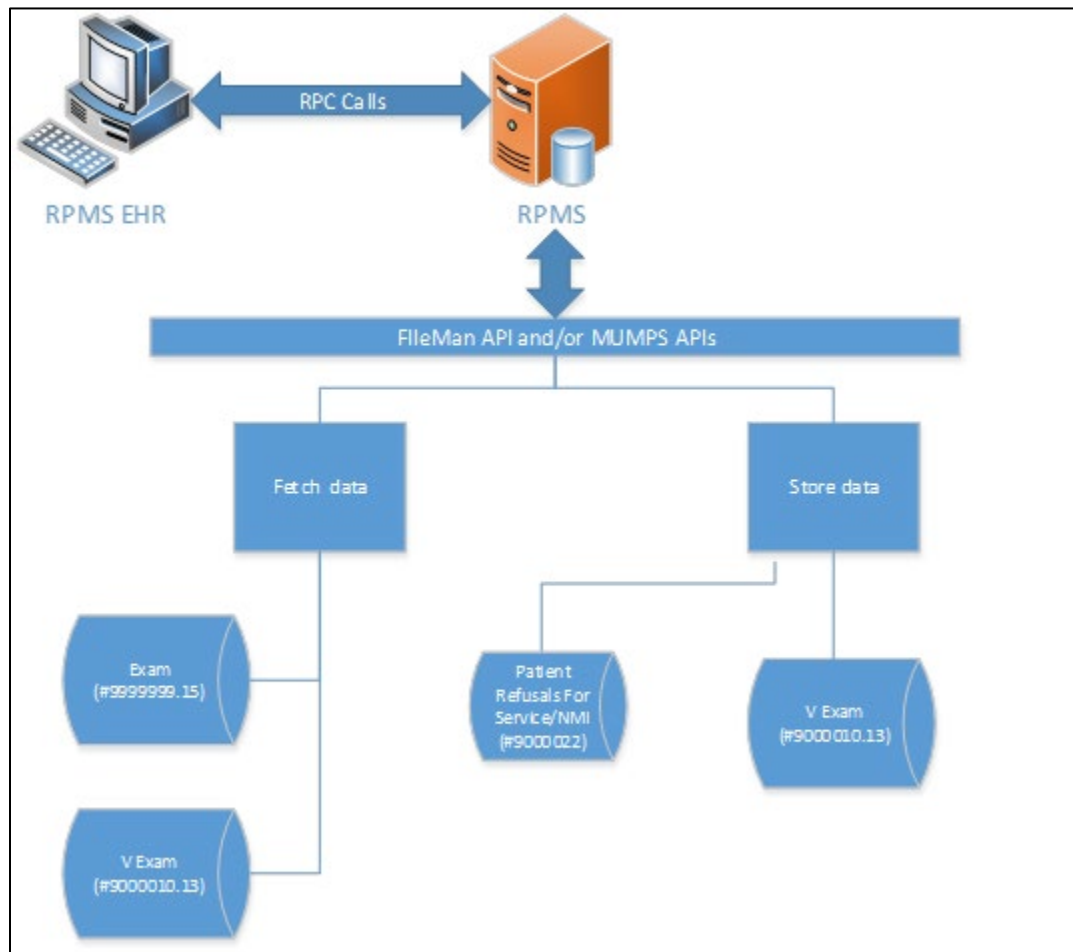 RPC Calls
RPMS EHR
RPMS
FIleMan API and/or MUMPS APIs
Fetch data
Store data
Exam
(#9999999.15)
Patient
Refusals For
Service/NMI
(#9000022)
V Exam
(#9000010.13)
V Exam
(#9000010.13)